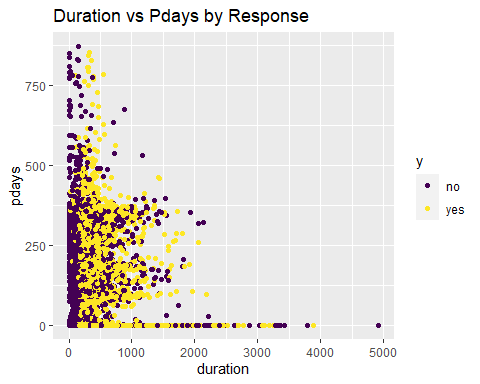 Duration vs Pdays by Response
750
500
250
0
pdays
0 1000 2000 3000 4000 5000
duration
y
no
yes